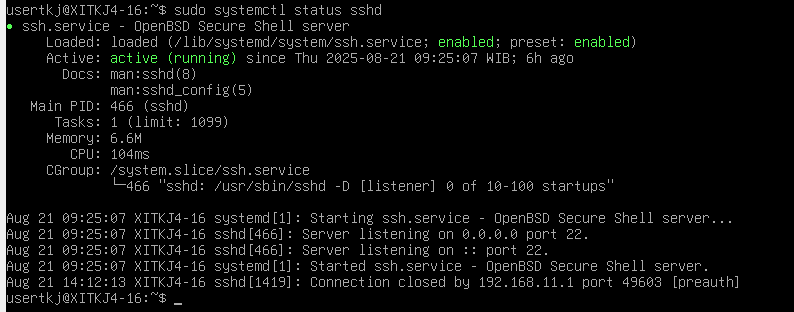 usertkj@XITKJ4-16:~$ sudo systemctl status sshd
● ssh.service - OpenBSD Secure Shell server
     Loaded: loaded (/lib/systemd/system/ssh.service; enabled; preset: enabled)
     Active: active (running) since Thu 2025-08-21 09:25:07 WIB; 6h ago
       Docs: man:sshd(8)
             man:sshd_config(5)
   Main PID: 466 (sshd)
      Tasks: 1 (limit: 1099)
     Memory: 6.6M
        CPU: 104ms
     CGroup: /system.slice/ssh.service
             └─466 "sshd: /usr/sbin/sshd -D [listener] 0 of 10-100 startups"
Aug 21 09:25:07 XITKJ4-16 systemd[1]: Starting ssh.service - OpenBSD Secure Shell server...
Aug 21 09:25:07 XITKJ4-16 sshd[466]: Server listening on 0.0.0.0 port 22.
Aug 21 09:25:07 XITKJ4-16 sshd[466]: Server listening on :: port 22.
Aug 21 09:25:07 XITKJ4-16 systemd[1]: Started ssh.service - OpenBSD Secure Shell server.
Aug 21 14:12:13 XITKJ4-16 sshd[1419]: Connection closed by 192.168.11.1 port 49603 [preauth]
usertkj@XITKJ4-16:~$ _